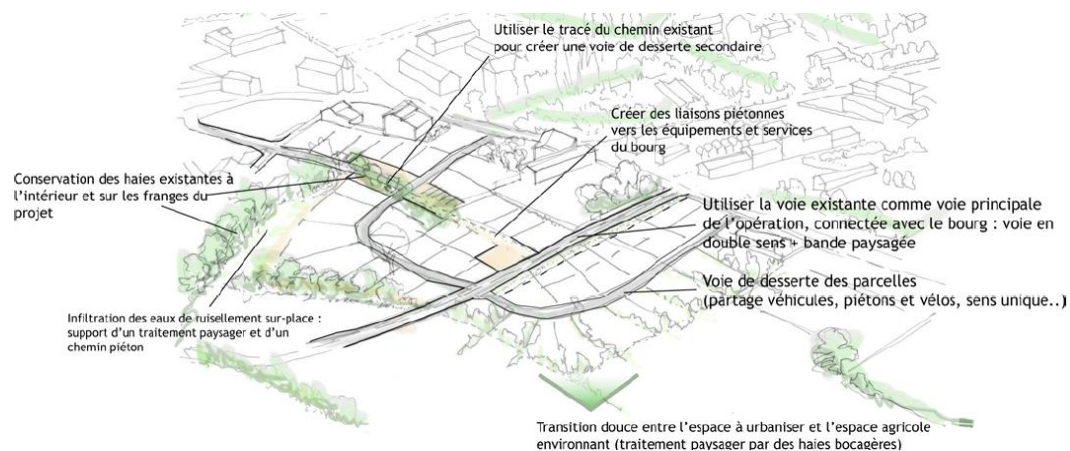 Utiliser le tracé du chemin existant
pour créer une voie de desserte secondaire
Créer des liaisons piétonnes
vers les équipements et services
du bourg
Conservation des haies existantes à
l'intérieur et sur les franges du
projet
Utiliser la voie existante comme voie principale
de l'opération, connectée avec le bourg : voie en
double sens + bande paysagée
Voie de desserte des parcelles
(partage véhicules, piétons et vélos, sens unique..)
Infiltration des eaux de ruisellement sur-place :
support d'un traitement paysager et d'un
chemin piéton
Transition douce entre l'espace à urbaniser et l'espace agricole
environnant (traitement paysager par des haies bocagères)